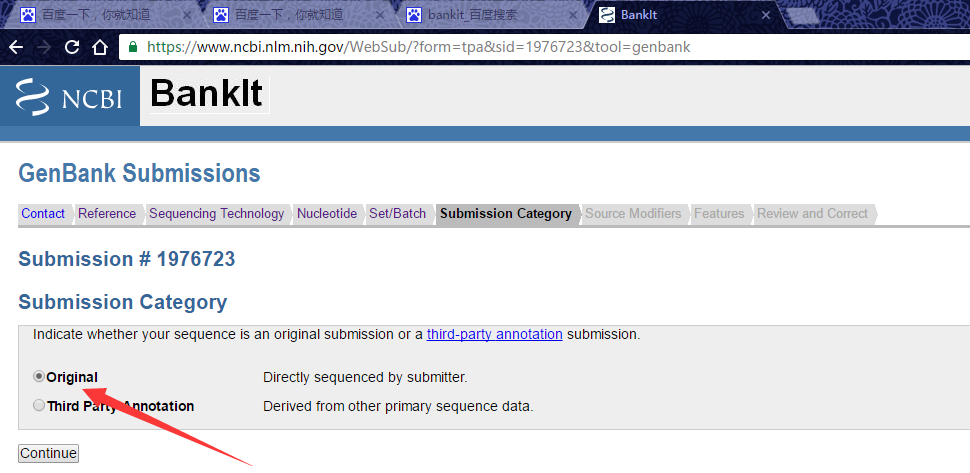 百度一下，你就知道 百度一下，你就知道 bankit_百度搜索 BankIt
https://www.ncbi.nlm.nih.gov/WebSub/?form=tpa&sid=1976723&tool=genbank
NCBI BankIt
GenBank Submissions
Contact Reference Sequencing Technology Nucleotide Set/Batch Submission Category Source Modifiers Features Review and Correct
Submission # 1976723
Submission Category
Indicate whether your sequence is an original submission or a third-party annotation submission.
Original Directly sequenced by submitter.
Third Party Annotation Derived from other primary sequence data.
Continue